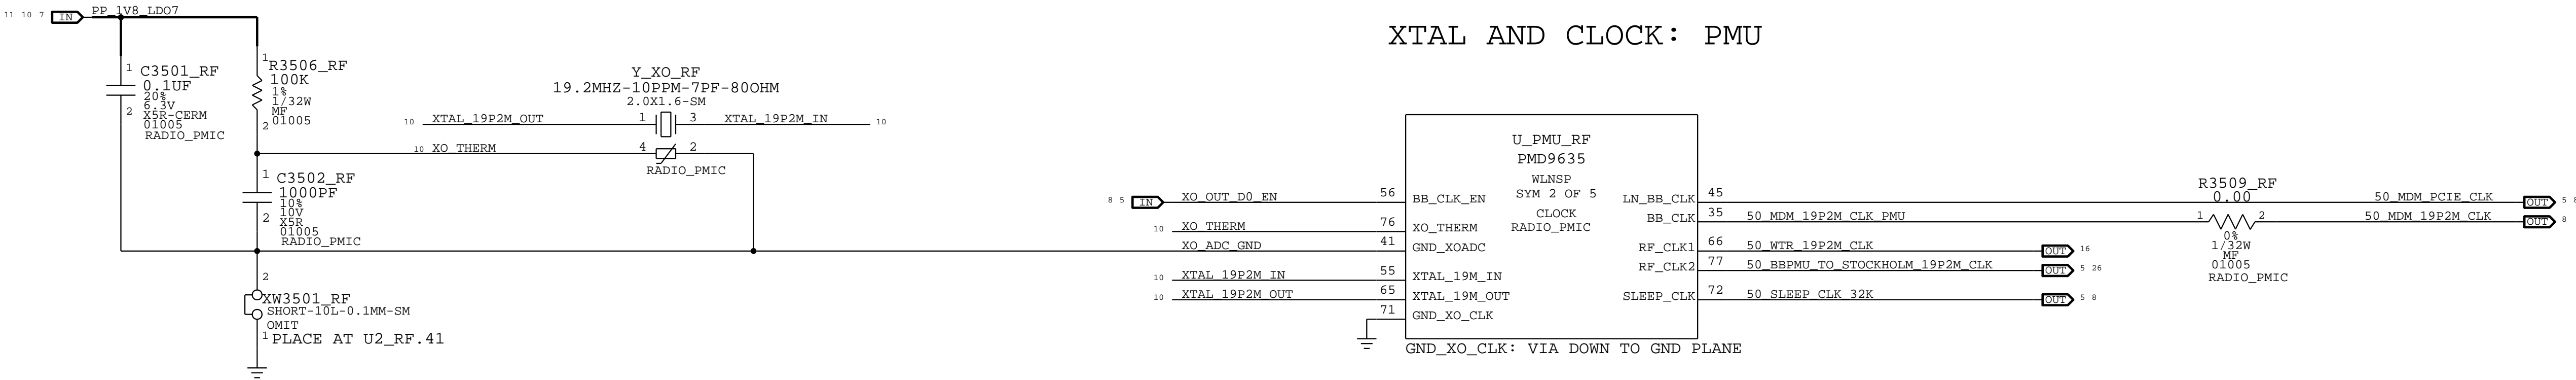 XTAL AND CLOCK: PMU
11 10 7 IN PP_1V8_LDO7
1
C3501_RF
0.1UF
20%
6.3V
2 X5R-CERM
01005
RADIO_PMIC
1 R3506_RF
100K
1%
1/32W
MF
2 01005
Y_XO_RF
19.2MHZ-10PPM-7PF-80OHM
2.0X1.6-SM
10 XTAL_19P2M_OUT 1 3 XTAL_19P2M_IN 10
10 XO_THERM 4 2
RADIO_PMIC
1 C3502_RF
1000PF
10%
10V
2 X5R
01005
RADIO_PMIC
2
XW3501_RF
SHORT-10L-0.1MM-SM
OMIT
1 PLACE AT U2_RF.41
U_PMU_RF
PMD9635
WLNSP
SYM 2 OF 5
CLOCK
RADIO_PMIC
8 5 IN XO_OUT_D0_EN 56 BB_CLK_EN
10 XO_THERM 76 XO_THERM
XO_ADC_GND 41 GND_XOADC
10 XTAL_19P2M_IN 55 XTAL_19M_IN
10 XTAL_19P2M_OUT 65 XTAL_19M_OUT
71 GND_XO_CLK
LN_BB_CLK 45 50_MDM_PCIE_CLK OUT 5 8
BB_CLK 35 50_MDM_19P2M_CLK_PMU 1 2 50_MDM_19P2M_CLK OUT 8
RF_CLK1 66 50_WTR_19P2M_CLK OUT 16
RF_CLK2 77 50_BBPMU_TO_STOCKHOLM_19P2M_CLK OUT 5 26
SLEEP_CLK 72 50_SLEEP_CLK_32K OUT 5 8
R3509_RF
0.00
0%
1/32W
MF
01005
RADIO_PMIC
GND_XO_CLK: VIA DOWN TO GND PLANE